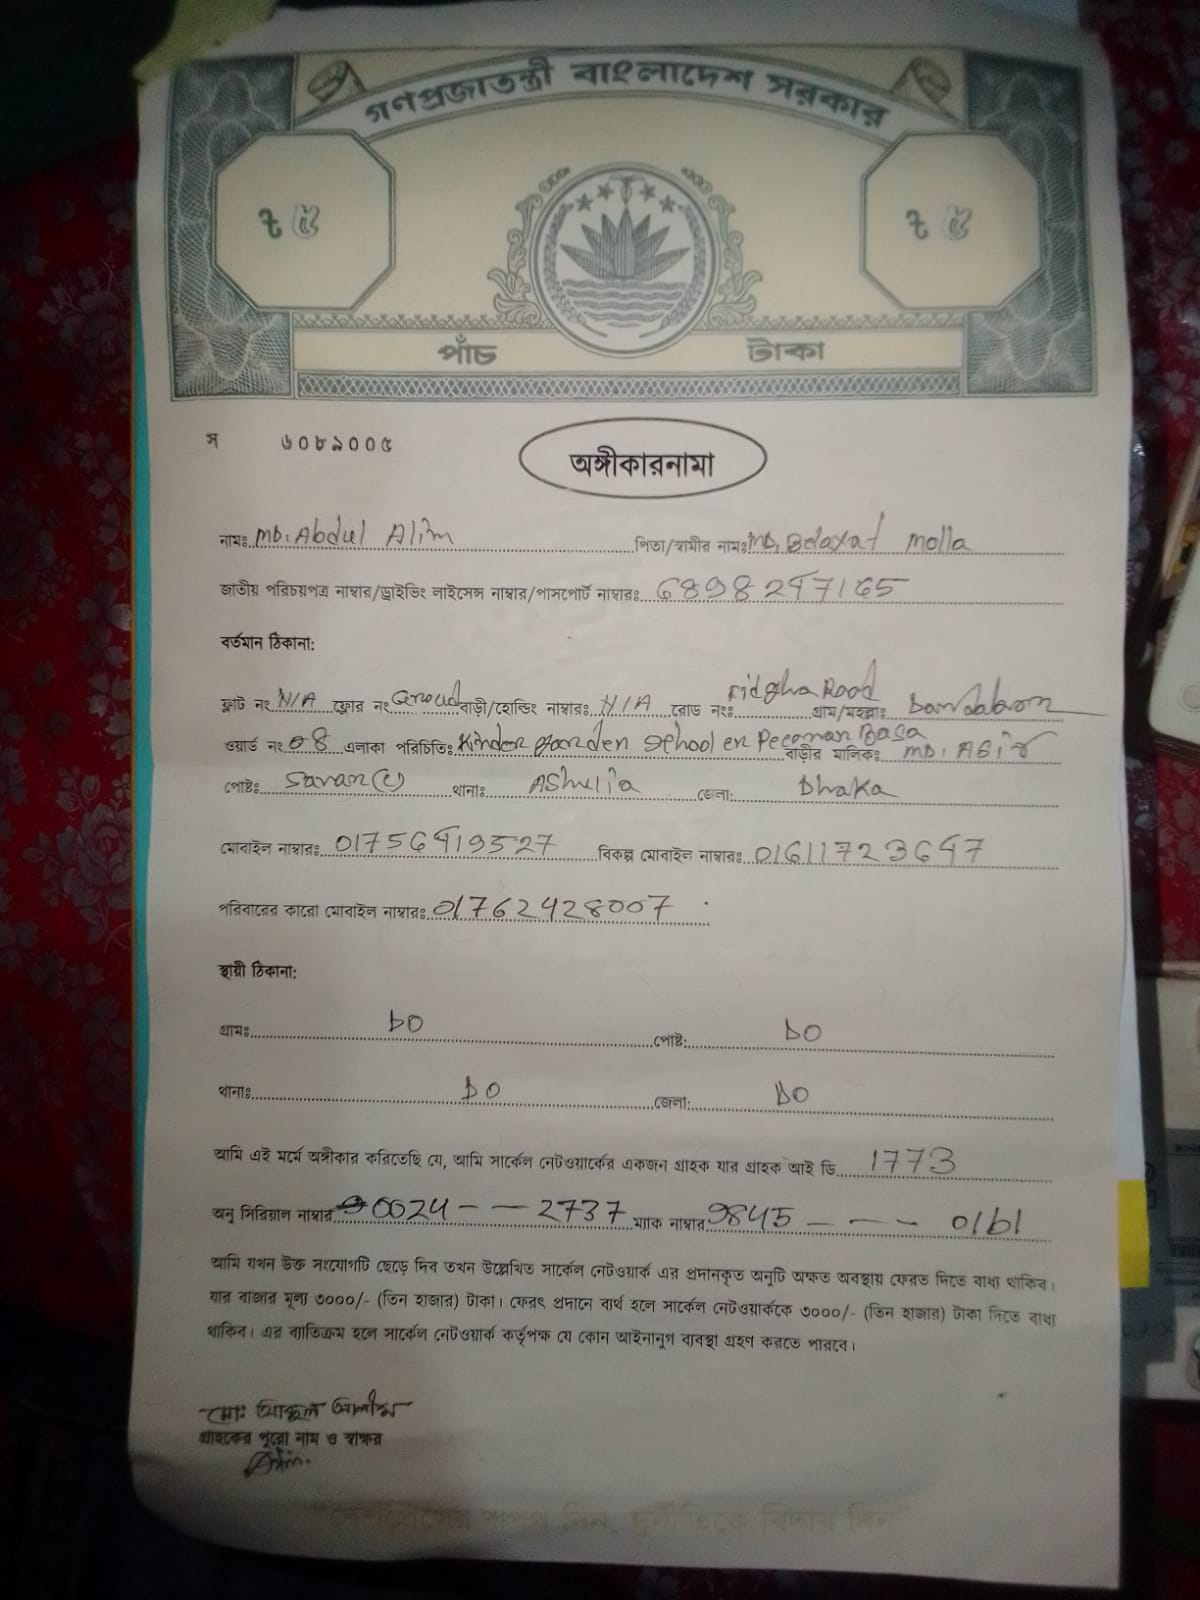 গণপ্রজাতন্ত্রী বাংলাদেশ সরকার
৳ ৫ ৳ ৫
পাঁচ টাকা
স ৬০৮৯০০৫
অঙ্গীকারনামা
নামঃ MD. Abdul Alim পিতা/স্বামীর নামঃ MD. Belayat Molla
জাতীয় পরিচয়পত্র নাম্বার/ড্রাইভিং লাইসেন্স নাম্বার/পাসপোর্ট নাম্বারঃ
বর্তমান ঠিকানা:
ফ্লাট নং N/A ফ্লোর নং বাড়ী/হোল্ডিং নাম্বারঃ N/A রোড নংঃ Road গ্রাম/মহল্লাঃ
ওয়ার্ড নং 08 এলাকা পরিচিতিঃ Kinder garden school er Basa বাড়ীর মালিকঃ MD.
পোষ্টঃ থানাঃ Ashulia জেলা: Dhaka
মোবাইল নাম্বারঃ বিকল্প মোবাইল নাম্বারঃ
পরিবারের কারো মোবাইল নাম্বারঃ 01762428007
স্থায়ী ঠিকানা:
গ্রামঃ DO পোষ্ট: DO
থানাঃ DO জেলা: DO
আমি এই মর্মে অঙ্গীকার করিতেছি যে, আমি সার্কেল নেটওয়ার্কের একজন গ্রাহক যার গ্রাহক আই ডি 1773
অনু সিরিয়াল নাম্বার 0024 - - 2737 ম্যাক নাম্বার 9845 - - -
আমি যখন উক্ত সংযোগটি ছেড়ে দিব তখন উল্লেখিত সার্কেল নেটওয়ার্ক এর প্রদানকৃত অনুটি অক্ষত অবস্থায় ফেরত দিতে বাধ্য থাকিব।
যার বাজার মূল্য ৩০০০/- (তিন হাজার) টাকা। ফেরৎ প্রদানে ব্যর্থ হলে সার্কেল নেটওয়ার্ককে ৩০০০/- (তিন হাজার) টাকা দিতে বাধ্য
থাকিব। এর ব্যাতিক্রম হলে সার্কেল নেটওয়ার্ক কর্তৃপক্ষ যে কোন আইনানুগ ব্যবস্থা গ্রহণ করতে পারবে।
মো: আব্দুল আলীম
গ্রাহকের পুরো নাম ও স্বাক্ষর